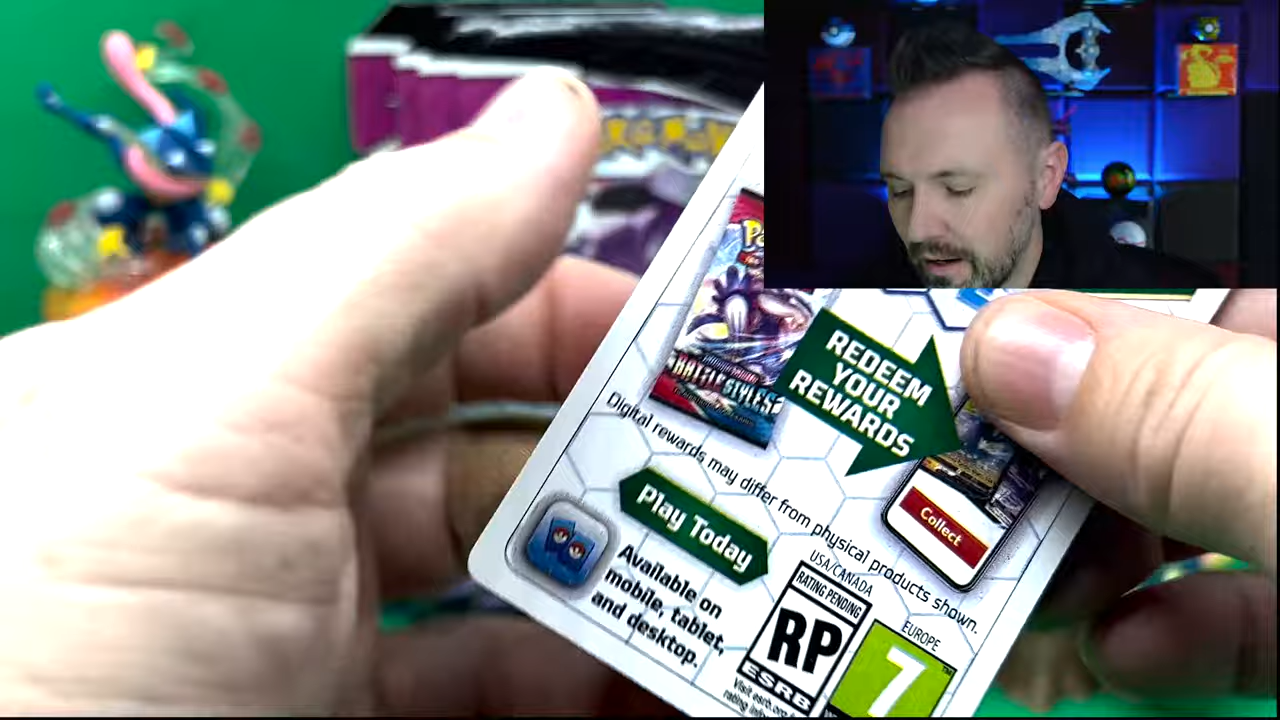 POKÉMON
BATTLE STYLES
REDEEM
YOUR
REWARDS
Collect
Digital rewards may differ from physical products shown.
Play Today
Available on
mobile, tablet,
and desktop.
USA/CANADA
RATING PENDING
RP
ESRB
EUROPE
7